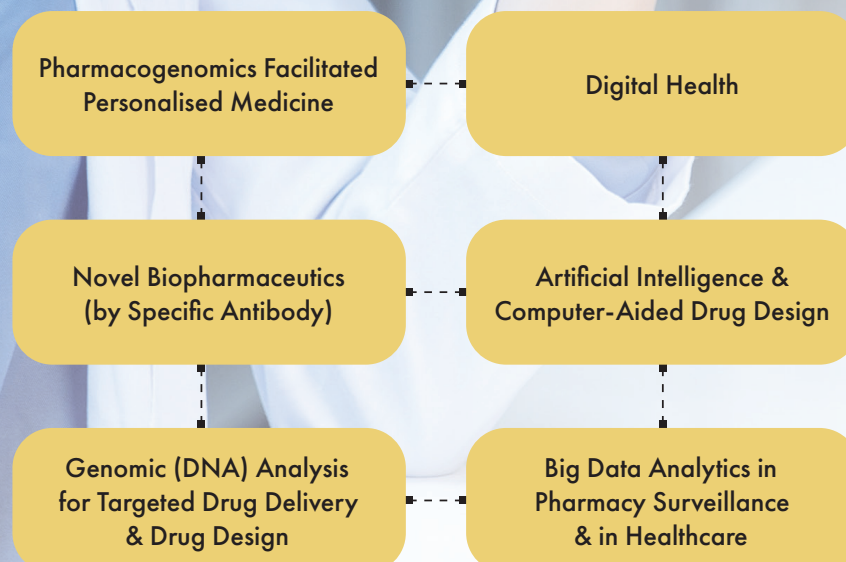 Pharmacogenomics Facilitated
Personalised Medicine
Digital Health
Novel Biopharmaceutics
(by Specific Antibody)
Artificial Intelligence &
Computer-Aided Drug Design
Genomic (DNA) Analysis
for Targeted Drug Delivery
& Drug Design
Big Data Analytics in
Pharmacy Surveillance
& in Healthcare